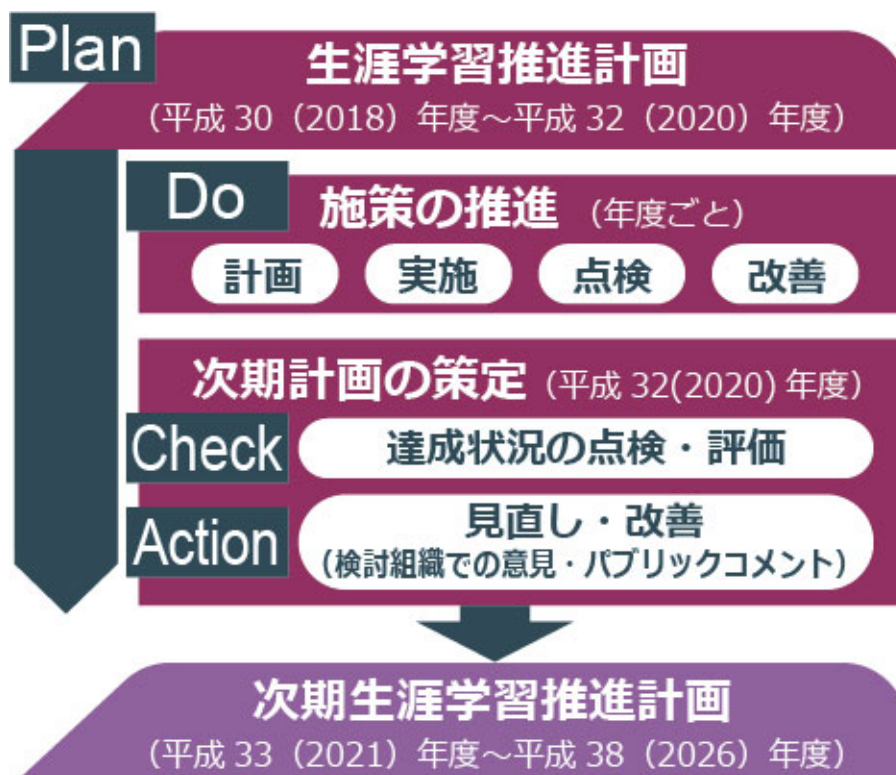 Plan
生涯学習推進計画
（平成 30（2018）年度～平成 32（2020）年度）
Do
施策の推進（年度ごと）
計画 実施 点検 改善
次期計画の策定（平成 32(2020) 年度）
Check
達成状況の点検・評価
Action
見直し・改善
（検討組織での意見・パブリックコメント）
次期生涯学習推進計画
（平成 33（2021）年度～平成 38（2026）年度）